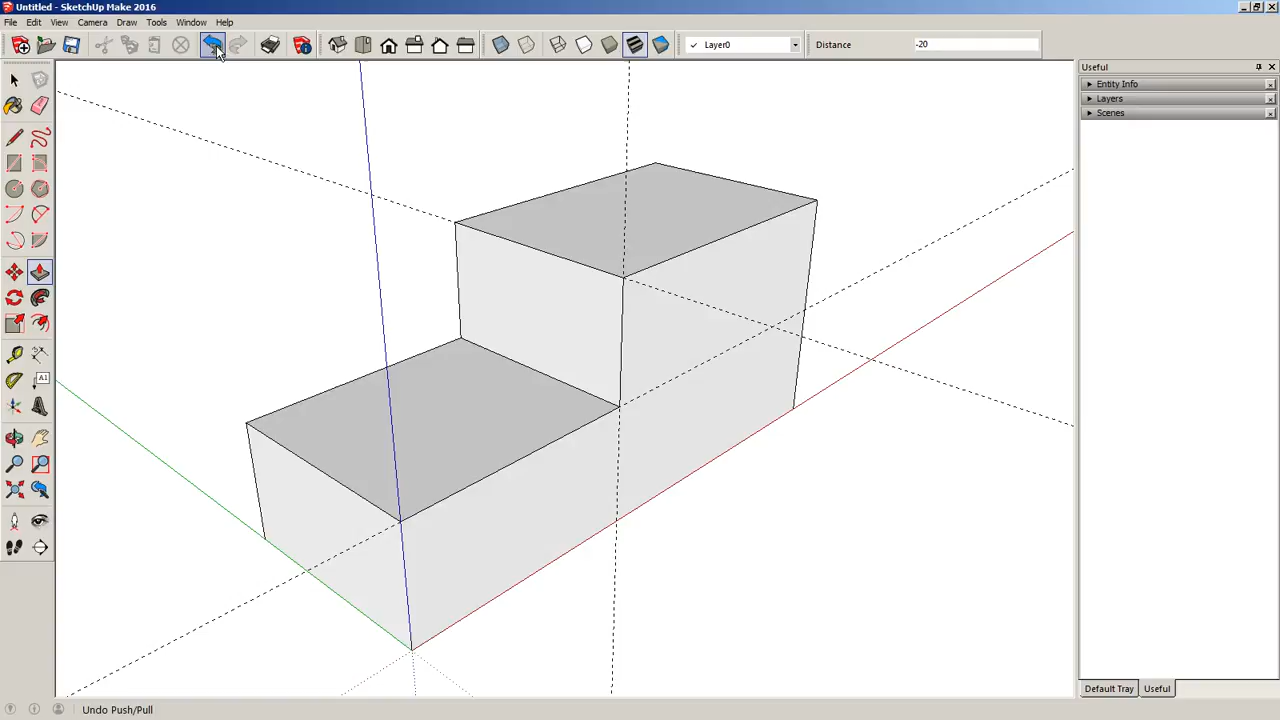 Untitled - SketchUp Make 2016
File Edit View Camera Draw Tools Window Help
✓ Layer0
Distance
-20
Useful
Entity Info
Layers
Scenes
A1
Default Tray
Useful
Undo Push/Pull